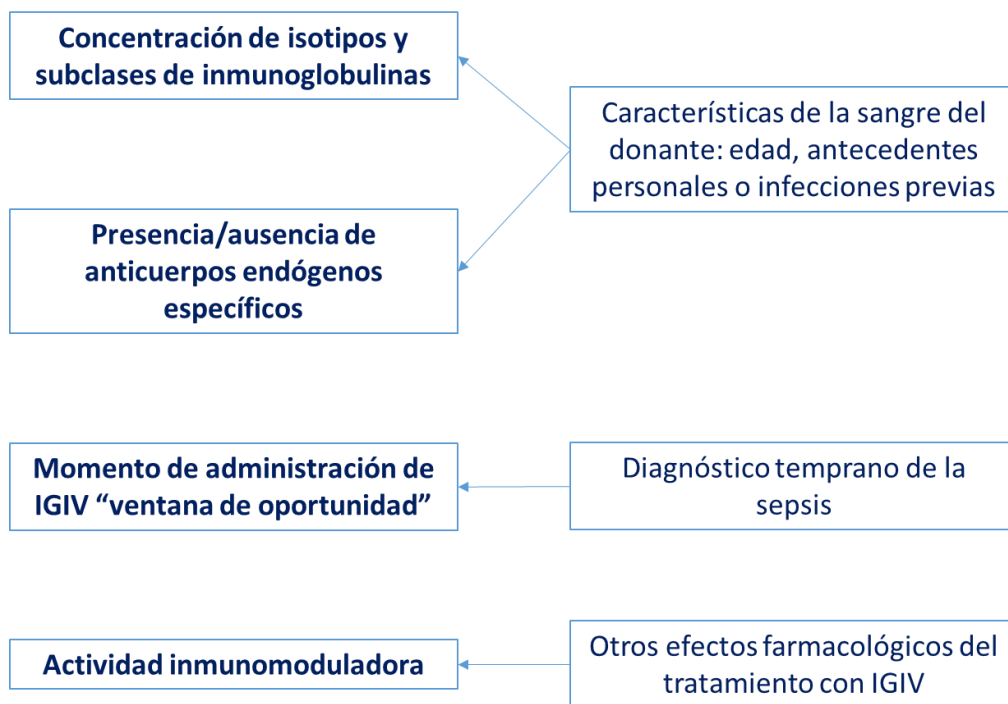 Concentración de isotipos y
subclases de inmunoglobulinas
Características de la sangre del
donante: edad, antecedentes
personales o infecciones previas
Presencia/ausencia de
anticuerpos endógenos
específicos
Momento de administración de
IGIV “ventana de oportunidad”
Diagnóstico temprano de la
sepsis
Actividad inmunomoduladora
Otros efectos farmacológicos del
tratamiento con IGIV